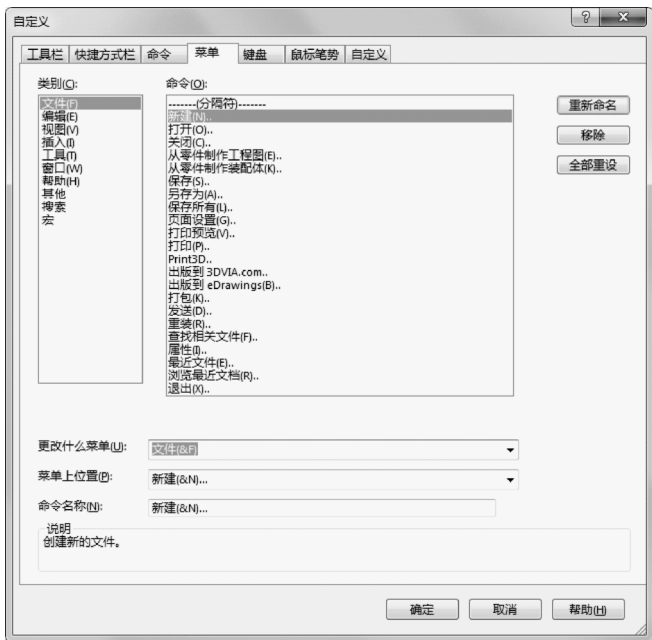 自定义
工具栏 快捷方式栏 命令 菜单 键盘 鼠标笔势 自定义
类别(C):
文件(F)
编辑(E)
视图(V)
插入(I)
工具(T)
窗口(W)
帮助(H)
其他
搜索
宏
命令(O):
-------(分隔符)-------
新建(N)..
打开(O)..
关闭(C)..
从零件制作工程图(E)..
从零件制作装配体(K)..
保存(S)..
另存为(A)..
保存所有(L)..
页面设置(G)..
打印预览(V)..
打印(P)..
Print3D..
出版到 3DVIA.com..
出版到 eDrawings(B)..
打包(K)..
发送(D)..
重装(R)..
查找相关文件(F)..
属性(I)..
最近文件(E)..
浏览最近文档(R)..
退出(X)..
重新命名
移除
全部重设
更改什么菜单(U): 文件(&F)
菜单上位置(P): 新建(&N)...
命令名称(N): 新建(&N)...
说明
创建新的文件。
确定 取消 帮助(H)